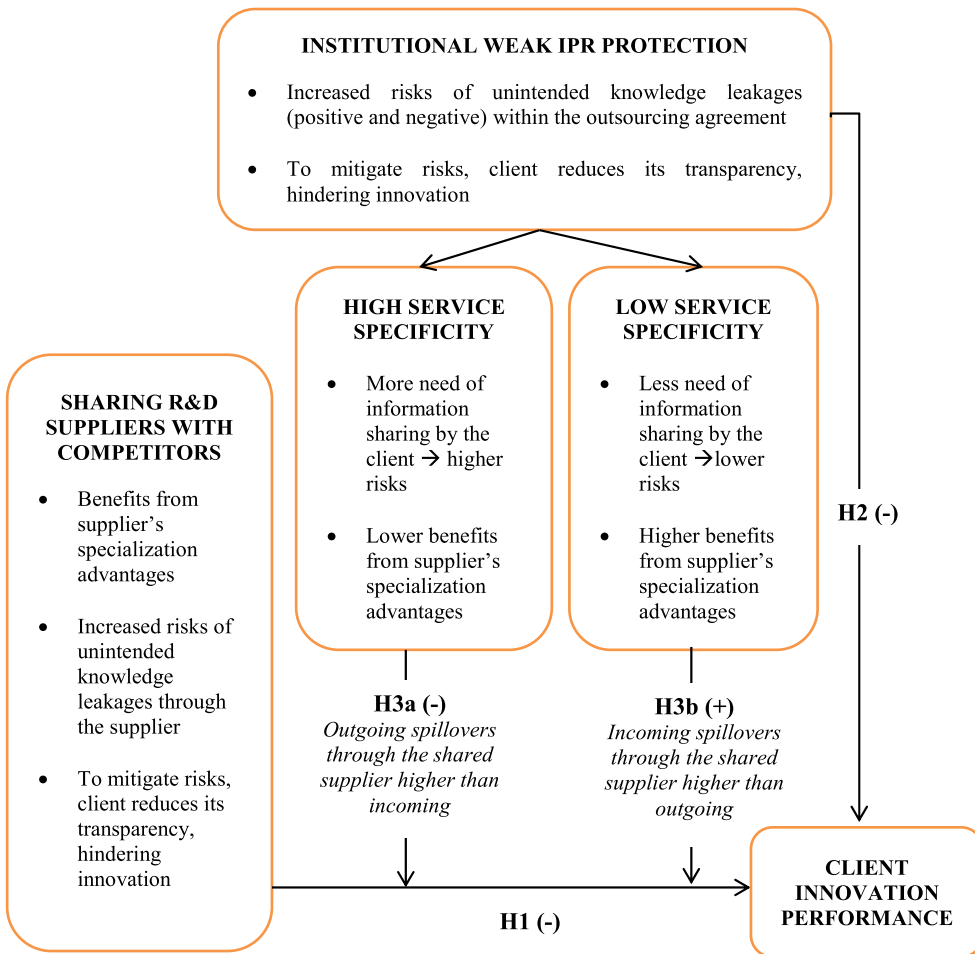 INSTITUTIONAL WEAK IPR PROTECTION
• Increased risks of unintended knowledge leakages
(positive and negative) within the outsourcing agreement
• To mitigate risks, client reduces its transparency,
hindering innovation
HIGH SERVICE
SPECIFICITY
• More need of
information
sharing by the
client → higher
risks
• Lower benefits
from supplier’s
specialization
advantages
LOW SERVICE
SPECIFICITY
• Less need of
information
sharing by the
client →lower
risks
• Higher benefits
from supplier’s
specialization
advantages
SHARING R&D
SUPPLIERS WITH
COMPETITORS
• Benefits from
supplier’s
specialization
advantages
• Increased risks of
unintended
knowledge
leakages through
the supplier
• To mitigate risks,
client reduces its
transparency,
hindering
innovation
H2 (-)
H3a (-)
Outgoing spillovers
through the shared
supplier higher than
incoming
H3b (+)
Incoming spillovers
through the shared
supplier higher than
outgoing
H1 (-)
CLIENT
INNOVATION
PERFORMANCE